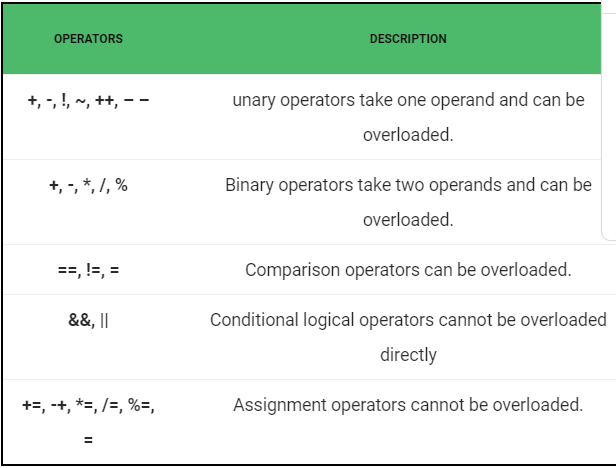 OPERATORS DESCRIPTION
+, -, !, ~, ++, – – unary operators take one operand and can be
overloaded.
+, -, *, /, % Binary operators take two operands and can be
overloaded.
==, !=, = Comparison operators can be overloaded.
&&, || Conditional logical operators cannot be overloaded
directly
+=, -+, *=, /=, %=, Assignment operators cannot be overloaded.
=